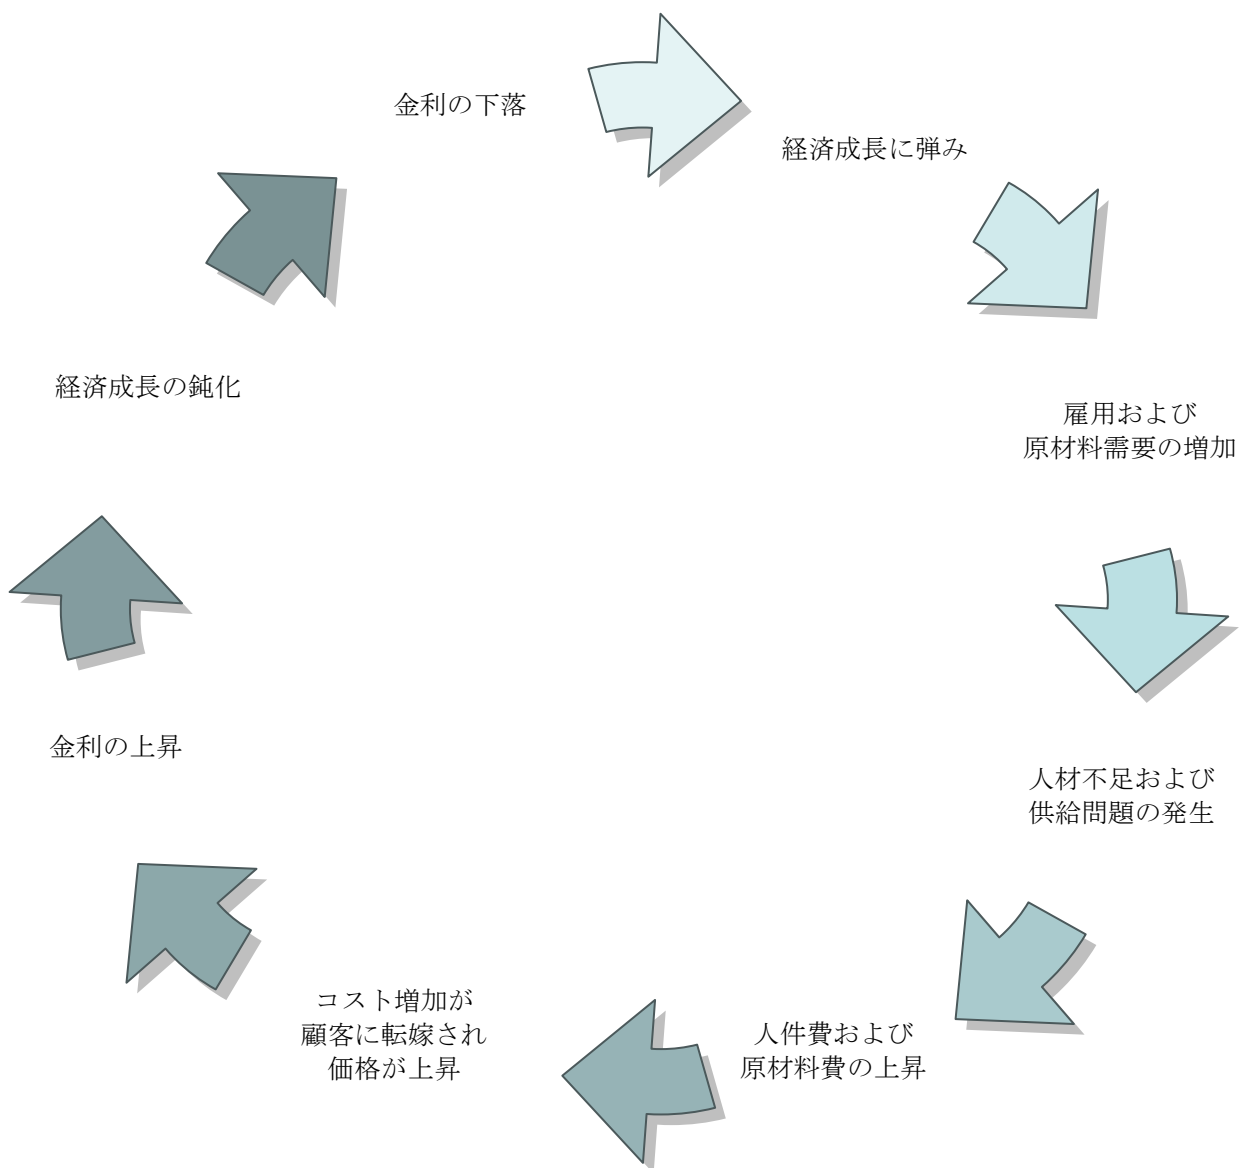 金利の下落
経済成長に弾み
雇用および
原材料需要の増加
人材不足および
供給問題の発生
人件費および
原材料費の上昇
コスト増加が
顧客に転嫁され
価格が上昇
金利の上昇
経済成長の鈍化